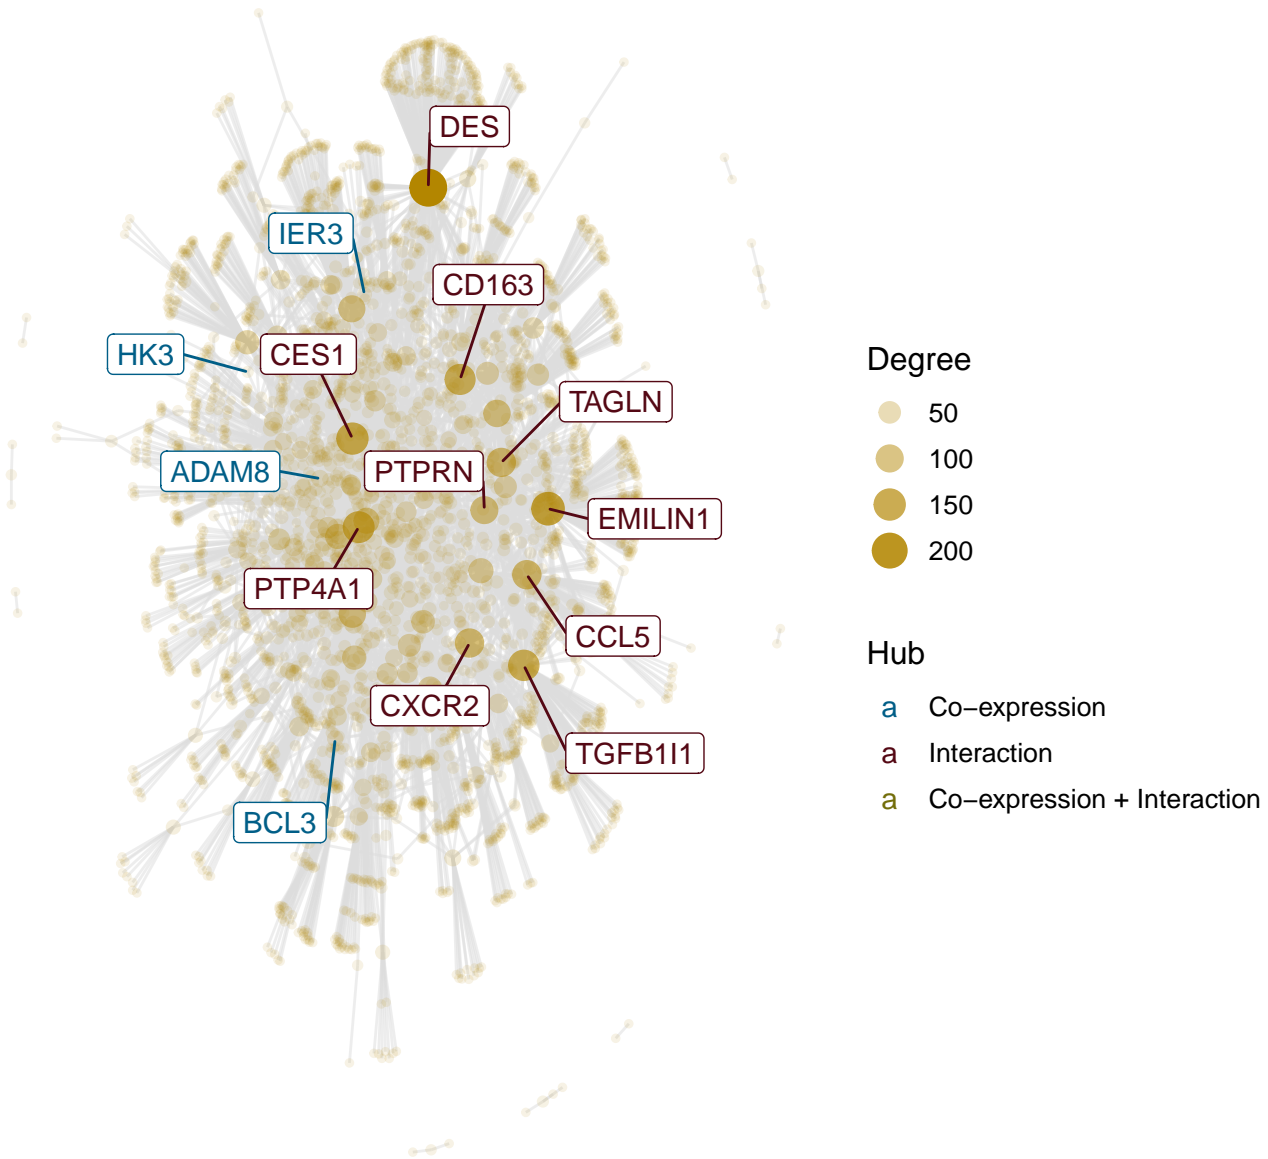 DES
IER3
CD163
HK3
CES1
TAGLN
ADAM8
PTPRN
EMILIN1
PTP4A1
CCL5
CXCR2
TGFB1I1
BCL3
Degree
50
100
150
200
Hub
a Co−expression
a Interaction
a Co−expression + Interaction